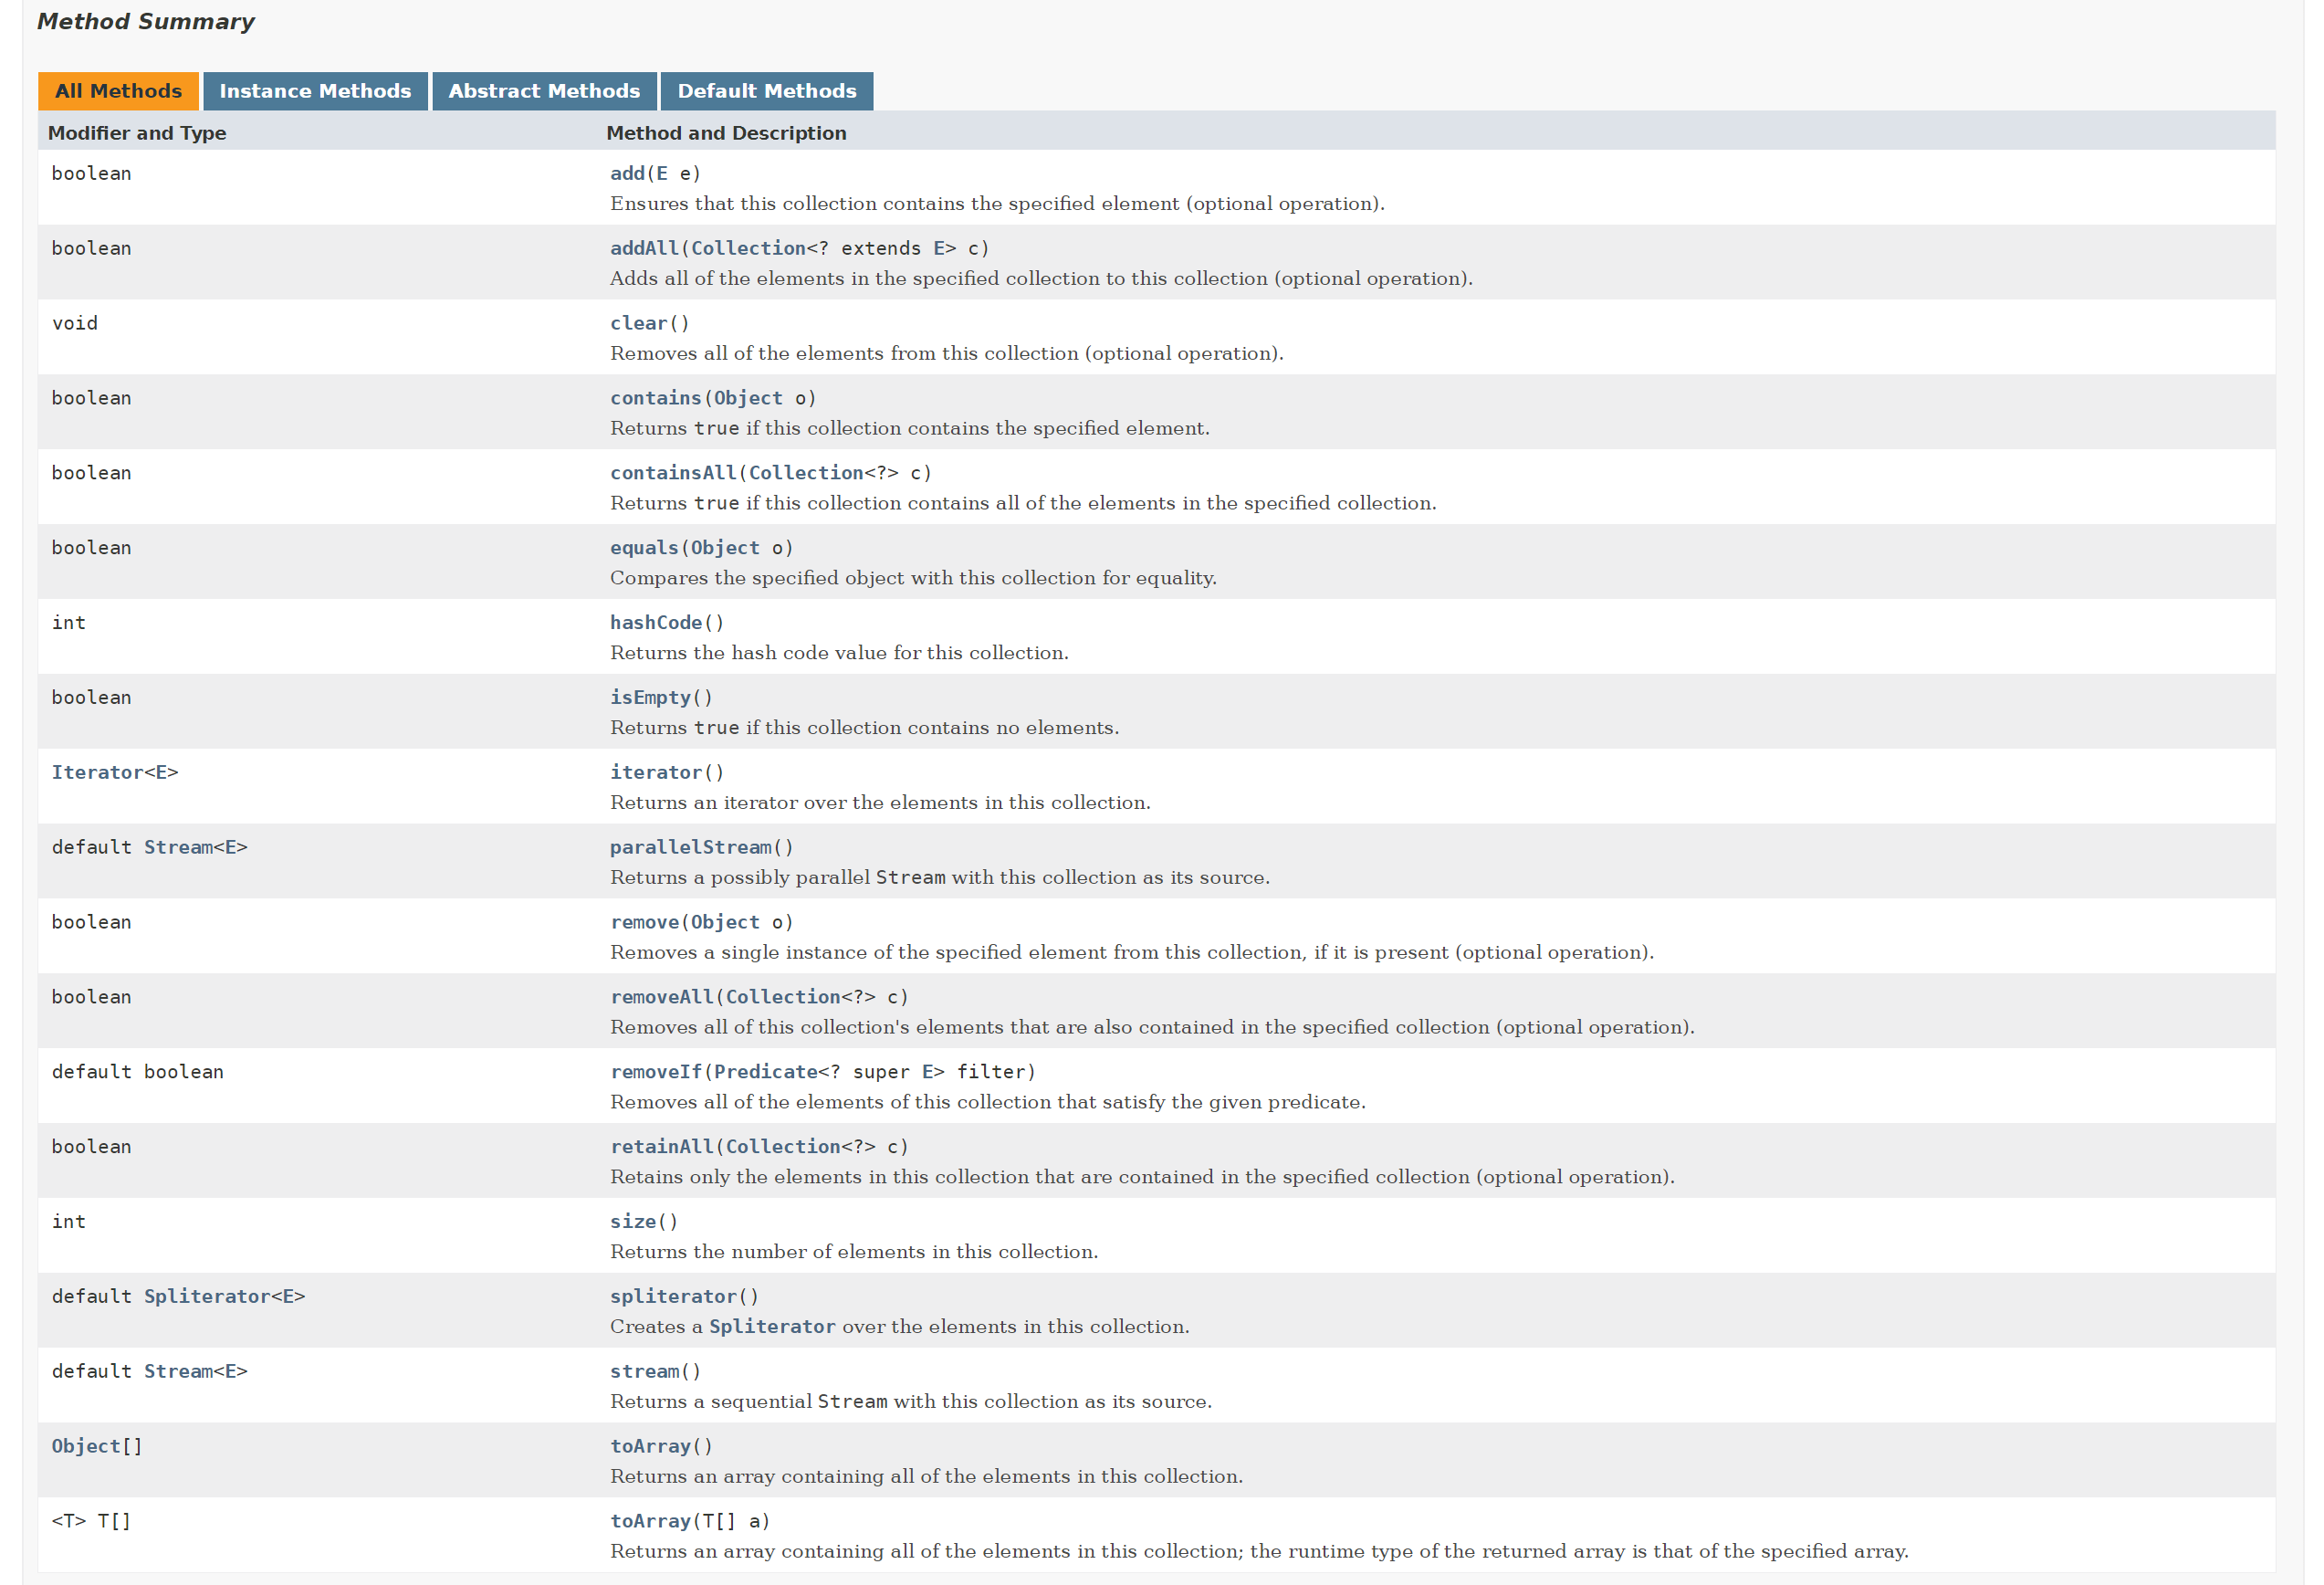 Method Summary
All Methods Instance Methods Abstract Methods Default Methods
Modifier and Type Method and Description
boolean add(E e)
Ensures that this collection contains the specified element (optional operation).
boolean addAll(Collection<? extends E> c)
Adds all of the elements in the specified collection to this collection (optional operation).
void clear()
Removes all of the elements from this collection (optional operation).
boolean contains(Object o)
Returns true if this collection contains the specified element.
boolean containsAll(Collection<?> c)
Returns true if this collection contains all of the elements in the specified collection.
boolean equals(Object o)
Compares the specified object with this collection for equality.
int hashCode()
Returns the hash code value for this collection.
boolean isEmpty()
Returns true if this collection contains no elements.
Iterator<E> iterator()
Returns an iterator over the elements in this collection.
default Stream<E> parallelStream()
Returns a possibly parallel Stream with this collection as its source.
boolean remove(Object o)
Removes a single instance of the specified element from this collection, if it is present (optional operation).
boolean removeAll(Collection<?> c)
Removes all of this collection's elements that are also contained in the specified collection (optional operation).
default boolean removeIf(Predicate<? super E> filter)
Removes all of the elements of this collection that satisfy the given predicate.
boolean retainAll(Collection<?> c)
Retains only the elements in this collection that are contained in the specified collection (optional operation).
int size()
Returns the number of elements in this collection.
default Spliterator<E> spliterator()
Creates a Spliterator over the elements in this collection.
default Stream<E> stream()
Returns a sequential Stream with this collection as its source.
Object[] toArray()
Returns an array containing all of the elements in this collection.
<T> T[] toArray(T[] a)
Returns an array containing all of the elements in this collection; the runtime type of the returned array is that of the specified array.